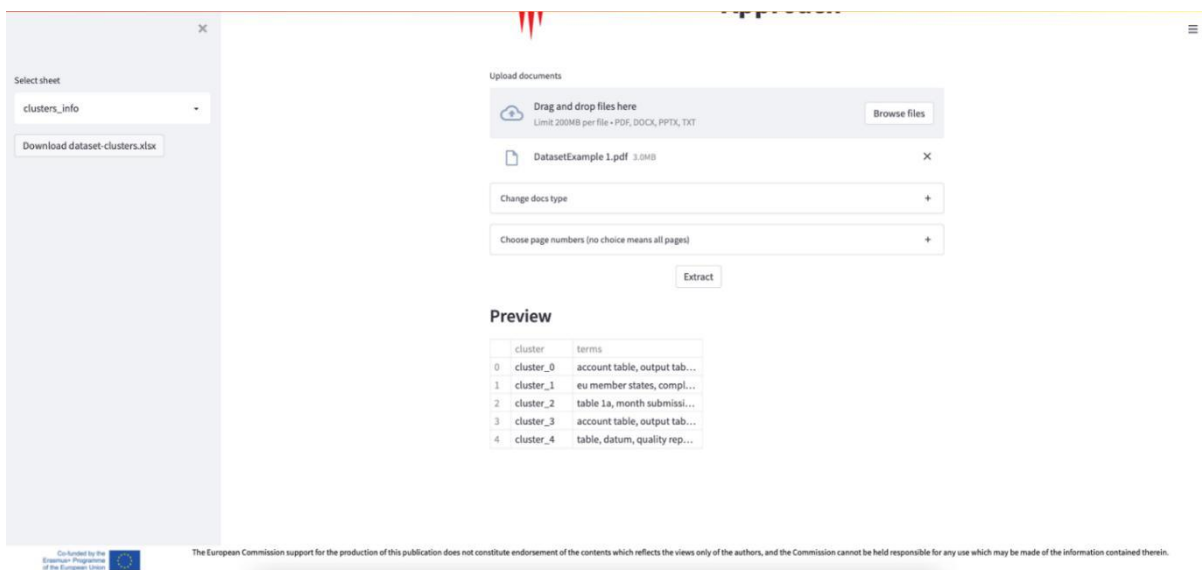 ×
Select sheet
clusters_info
Download dataset-clusters.xlsx
Upload documents
Drag and drop files here
Limit 200MB per file • PDF, DOCX, PPTX, TXT
Browse files
DatasetExample 1.pdf 3.0MB
×
Change docs type +
Choose page numbers (no choice means all pages) +
Extract
Preview
cluster terms
0 cluster_0 account table, output tab...
1 cluster_1 eu member states, compl...
2 cluster_2 table 1a, month submissi...
3 cluster_3 account table, output tab...
4 cluster_4 table, datum, quality rep...
Co-funded by the
Erasmus+ Programme
of the European Union
The European Commission support for the production of this publication does not constitute endorsement of the contents which reflects the views only of the authors, and the Commission cannot be held responsible for any use which may be made of the information contained therein.